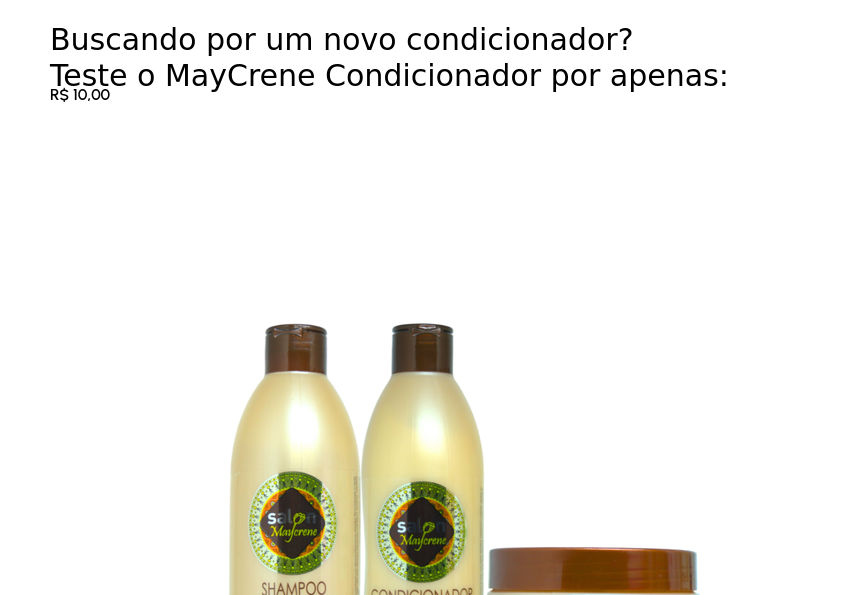 Buscando por um novo condicionador?
Teste o MayCrene Condicionador por apenas:
R$ 10,00
salon
Maycrene
salon
Maycrene
SHAMPOO
CONDICIONADOR